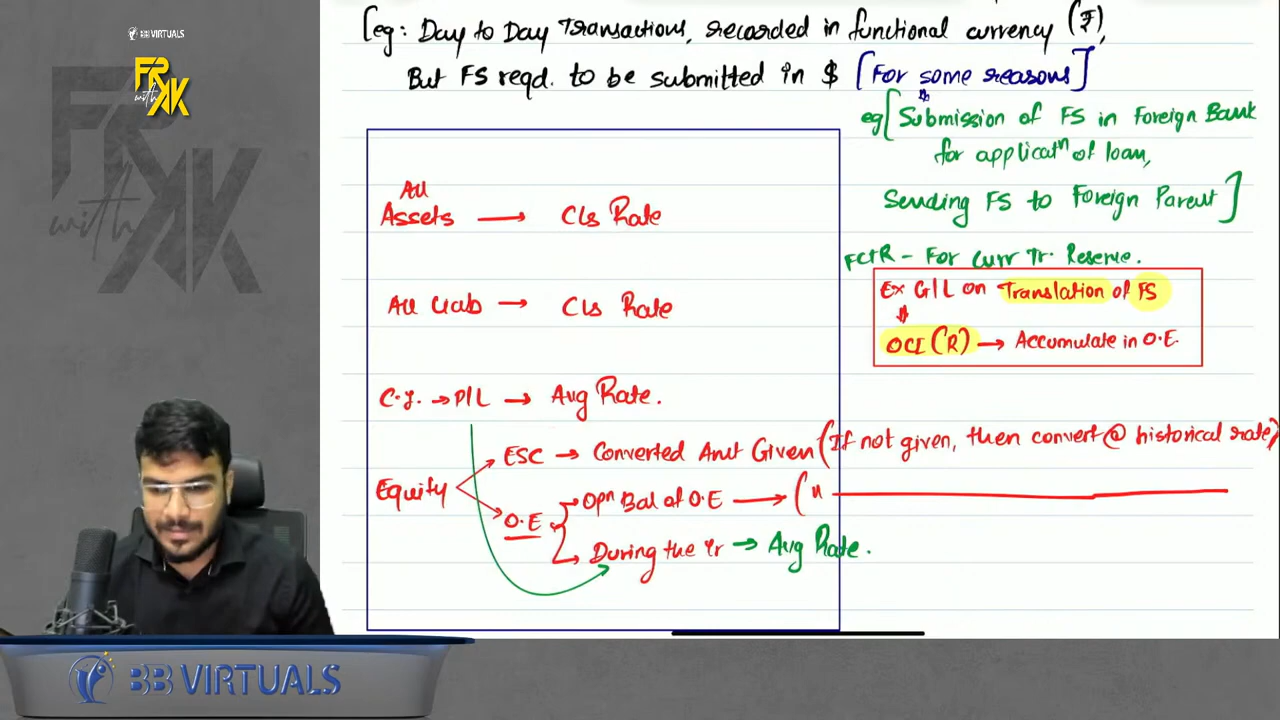 [eg: Day to Day Transactions, recorded in functional currency (₹),
But FS reqd. to be submitted in $ [For some reasons]
eg[Submission of FS in Foreign Bank
for applicatⁿ of loan,
Sending FS to Foreign Parent]
FCTR - For Curr Tr. Reserve.
Ex G/L on Translation of FS
OCI (R) → Accumulate in O.E.
All
Assets → Cls Rate
All Liab → Cls Rate
C.Y. → P/L → Avg Rate.
Equity
ESC → Converted Amt Given (If not given, then convert @ historical rate)
O.E
Opⁿ Bal of O.E → ( "
During the Yr → Avg Rate.
BB VIRTUALS
FR
with
AK
FR
with
AK
BB VIRTUALS